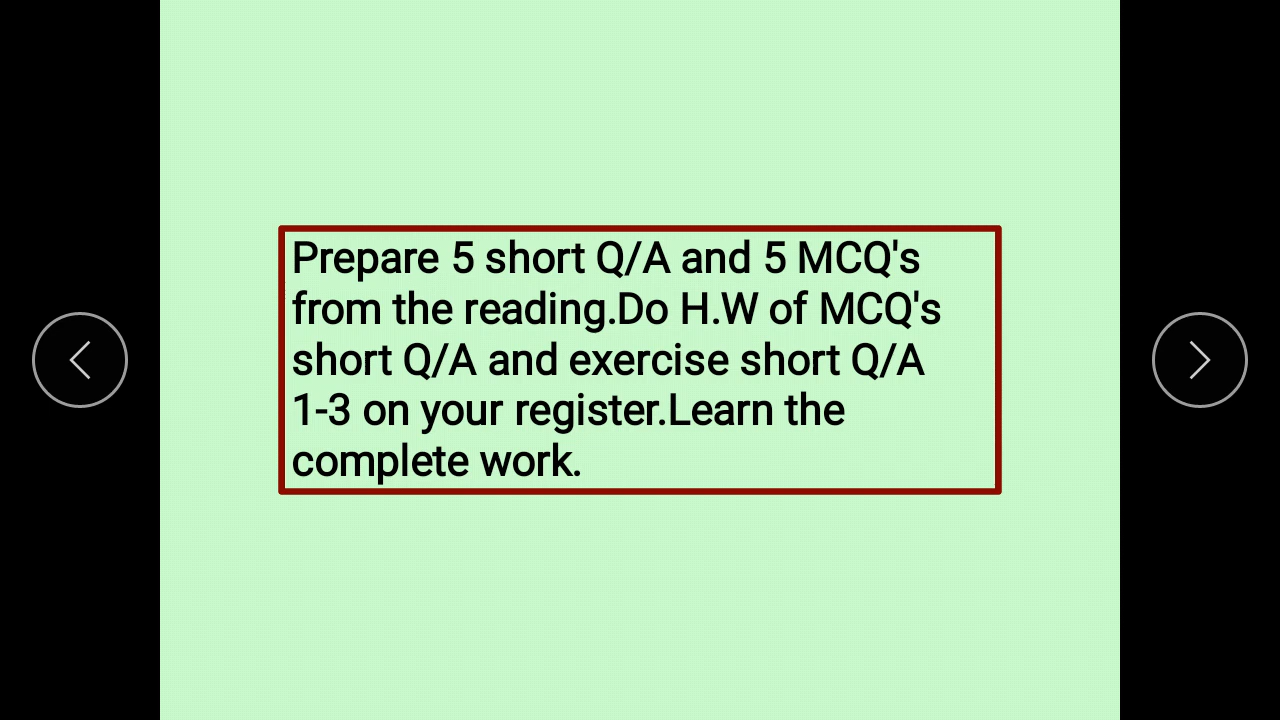 Prepare 5 short Q/A and 5 MCQ's
from the reading.Do H.W of MCQ's
short Q/A and exercise short Q/A
1-3 on your register.Learn the
complete work.